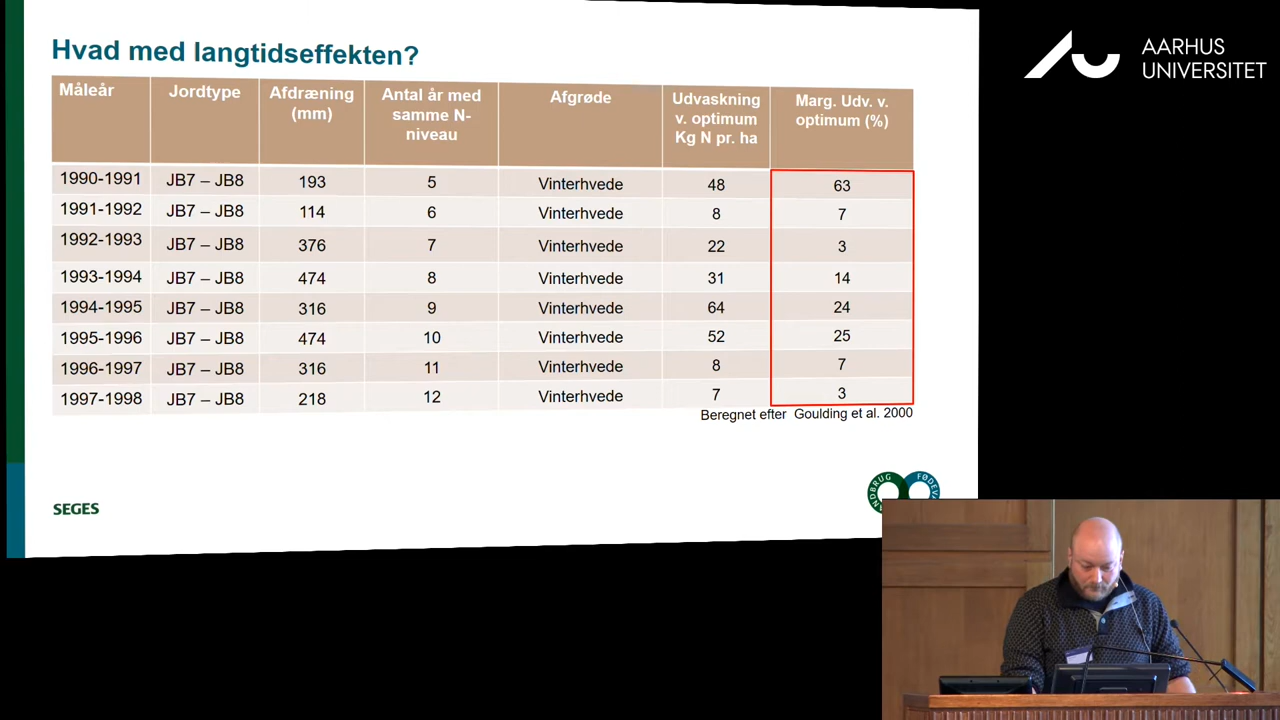 Hvad med langtidseffekten?
AARHUS
UNIVERSITET
Måleår Jordtype Afdræning (mm) Antal år med samme N-niveau Afgrøde Udvaskning v. optimum Kg N pr. ha Marg. Udv. v. optimum (%)
1990-1991 JB7 – JB8 193 5 Vinterhvede 48 63
1991-1992 JB7 – JB8 114 6 Vinterhvede 8 7
1992-1993 JB7 – JB8 376 7 Vinterhvede 22 3
1993-1994 JB7 – JB8 474 8 Vinterhvede 31 14
1994-1995 JB7 – JB8 316 9 Vinterhvede 64 24
1995-1996 JB7 – JB8 474 10 Vinterhvede 52 25
1996-1997 JB7 – JB8 316 11 Vinterhvede 8 7
1997-1998 JB7 – JB8 218 12 Vinterhvede 7 3
Beregnet efter Goulding et al. 2000
SEGES